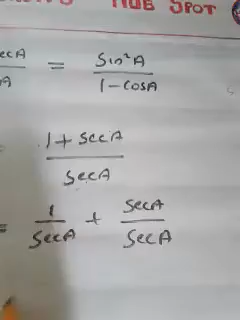 HUB SPOT
secA/A = Sin²A/1-cosA
1+secA/secA
= 1/secA + secA/secA